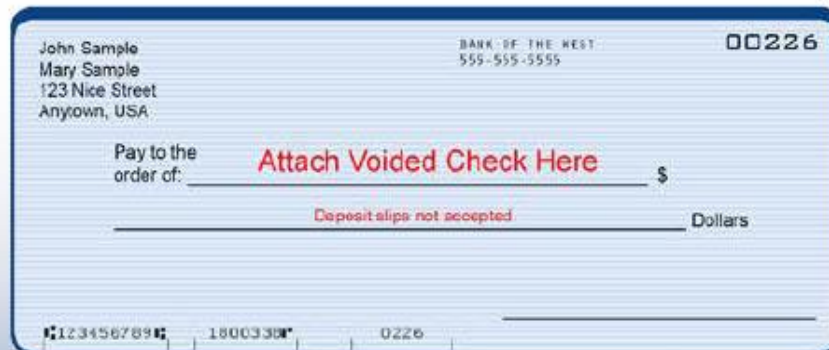 John Sample
Mary Sample
123 Nice Street
Anytown, USA
BANK OF THE WEST
555-555-5555
00226
Pay to the
order of: Attach Voided Check Here $
Deposit slips not accepted Dollars
⑆123456789⑆ 1800338⑈ 0226